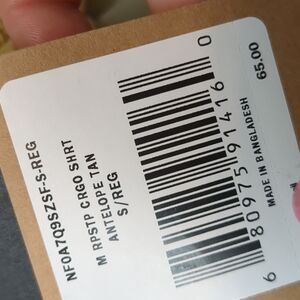 NF0A7Q9SZSF-S-REG
M RPSTP CRGO SHRT
ANTELOPE TAN
S/REG
6 80975 91416 0
MADE IN BANGLADESH
65.00